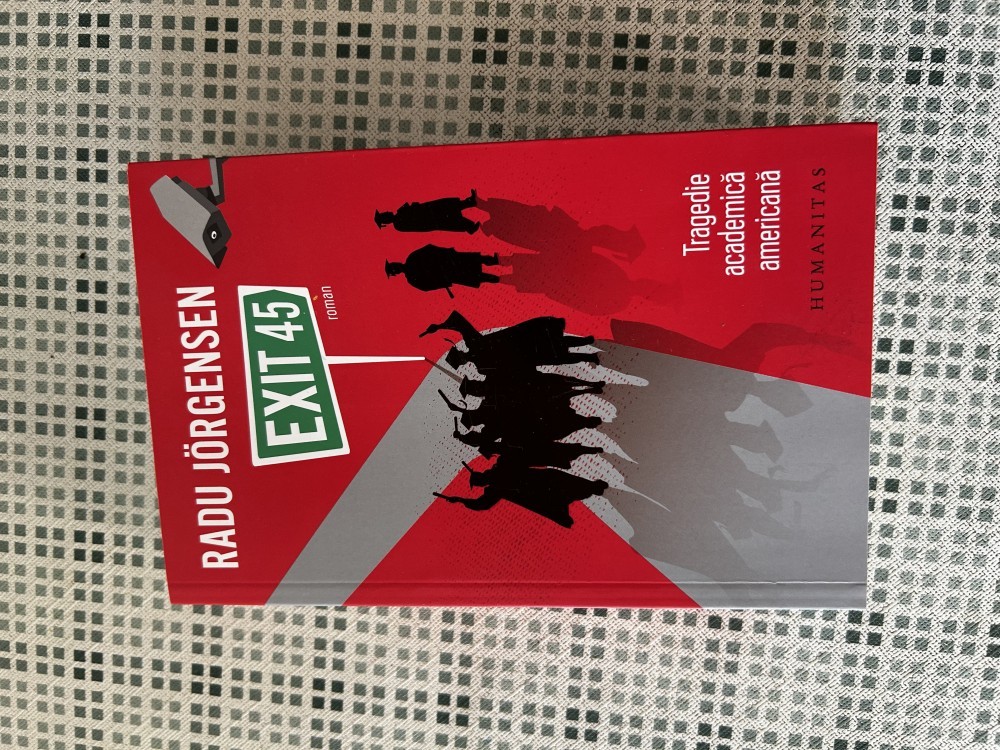 RADU JÖRGENSEN
EXIT 45
roman
Tragedie
academică
americană
HUMANITAS